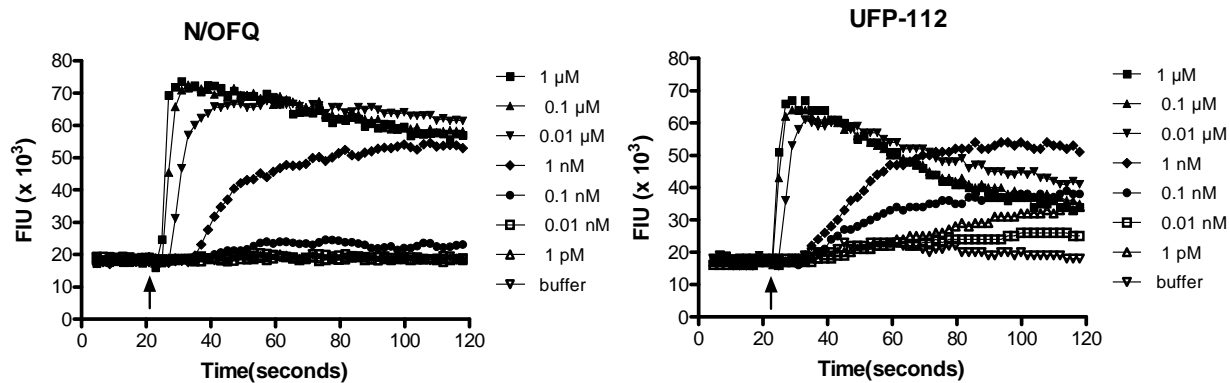 N/OFQ
FIU (x 10³)
80
70
60
50
40
30
20
10
0
0 20 40 60 80 100 120
Time(seconds)
1 µM
0.1 µM
0.01 µM
1 nM
0.1 nM
0.01 nM
1 pM
buffer
UFP-112
FIU (x 10³)
80
70
60
50
40
30
20
10
0
0 20 40 60 80 100 120
Time(seconds)
1 µM
0.1 µM
0.01 µM
1 nM
0.1 nM
0.01 nM
1 pM
buffer